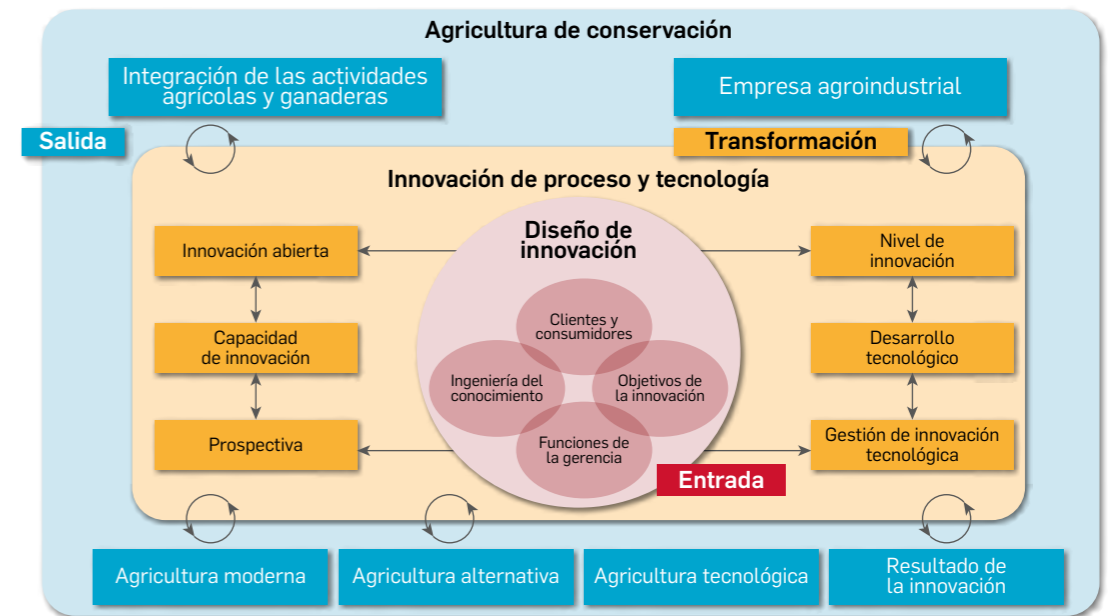 Agricultura de conservación
Integración de las actividades
agrícolas y ganaderas
Empresa agroindustrial
Salida
Transformación
Innovación de proceso y tecnología
Diseño de
innovación
Innovación abierta
Nivel de
innovación
Clientes y
consumidores
Capacidad
de innovación
Desarrollo
tecnológico
Ingeniería del
conocimiento
Objetivos de
la innovación
Prospectiva
Funciones de
la gerencia
Gestión de innovación
tecnológica
Entrada
Agricultura moderna
Agricultura alternativa
Agricultura tecnológica
Resultado de
la innovación